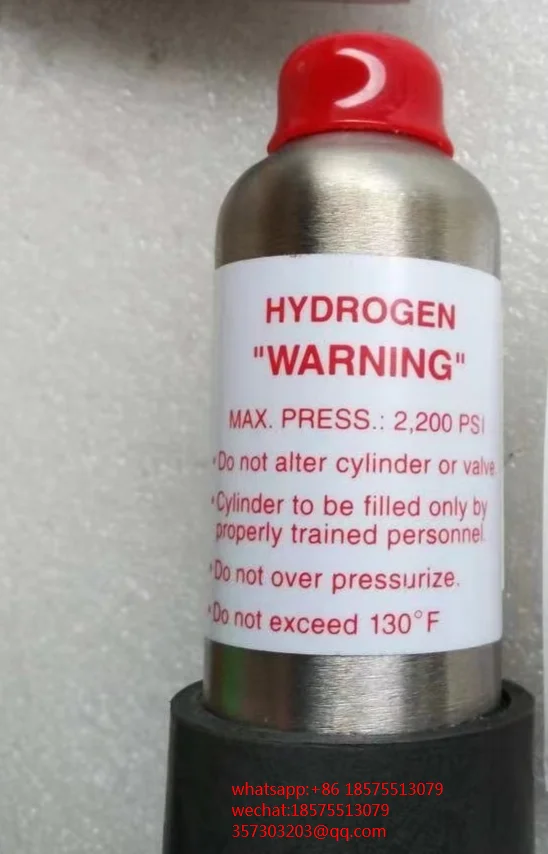 HYDROGEN
"WARNING"
MAX. PRESS.: 2,200 PSI
•Do not alter cylinder or valve
•Cylinder to be filled only by
properly trained personnel.
•Do not over pressurize.
•Do not exceed 130°F
whatsapp:+86 18575513079
wechat:18575513079
357303203@qq.com